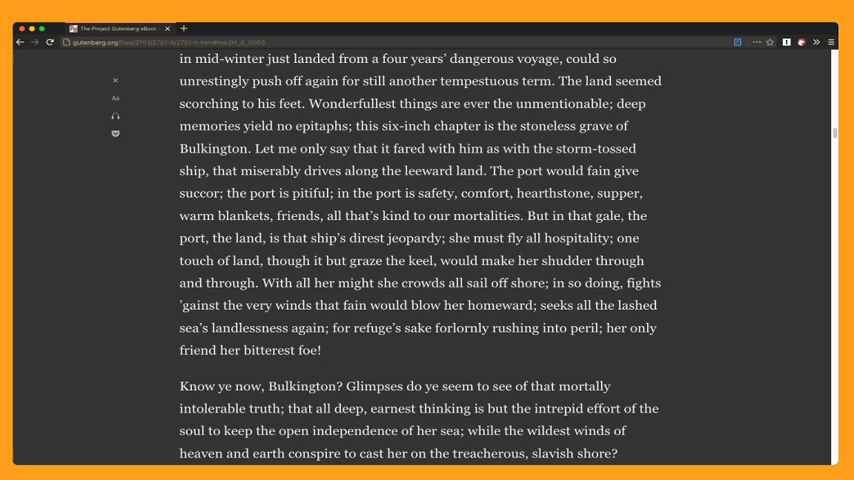 The Project Gutenberg eBook
gutenberg.org/files/2701/2701-h/2701-h.htm#link2H_4_0003
Aa
in mid-winter just landed from a four years’ dangerous voyage, could so
unrestingly push off again for still another tempestuous term. The land seemed
scorching to his feet. Wonderfullest things are ever the unmentionable; deep
memories yield no epitaphs; this six-inch chapter is the stoneless grave of
Bulkington. Let me only say that it fared with him as with the storm-tossed
ship, that miserably drives along the leeward land. The port would fain give
succor; the port is pitiful; in the port is safety, comfort, hearthstone, supper,
warm blankets, friends, all that’s kind to our mortalities. But in that gale, the
port, the land, is that ship’s direst jeopardy; she must fly all hospitality; one
touch of land, though it but graze the keel, would make her shudder through
and through. With all her might she crowds all sail off shore; in so doing, fights
’gainst the very winds that fain would blow her homeward; seeks all the lashed
sea’s landlessness again; for refuge’s sake forlornly rushing into peril; her only
friend her bitterest foe!
Know ye now, Bulkington? Glimpses do ye seem to see of that mortally
intolerable truth; that all deep, earnest thinking is but the intrepid effort of the
soul to keep the open independence of her sea; while the wildest winds of
heaven and earth conspire to cast her on the treacherous, slavish shore?